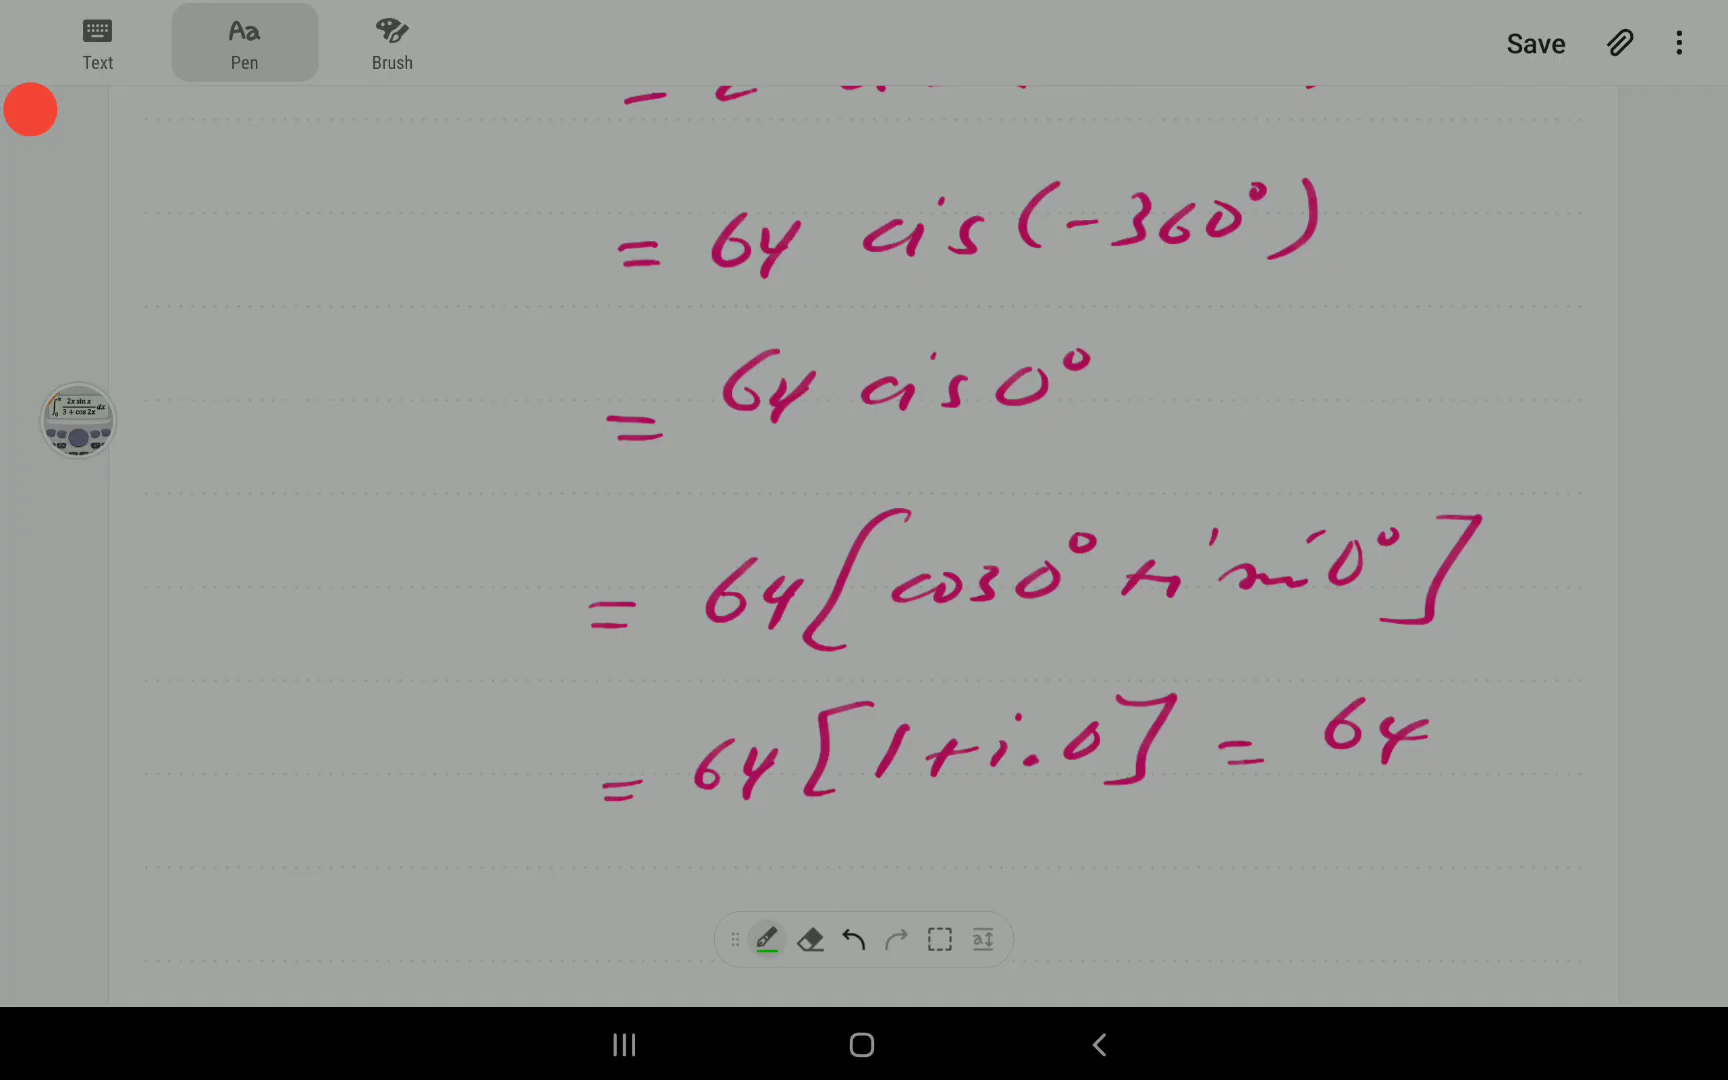 Text Pen Brush Save
= 64 cis (-360°)
= 64 cis 0°
= 64 [cos 0° + i sin 0°]
= 64 [1 + i . 0] = 64